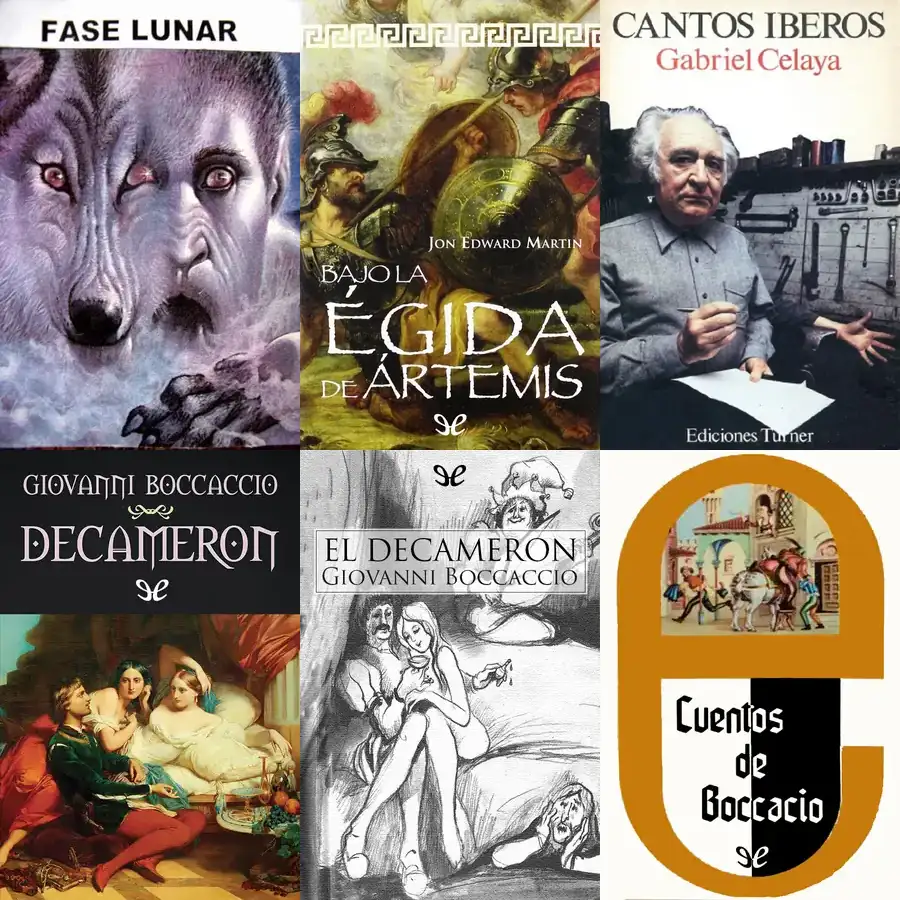 FASE LUNAR
JON EDWARD MARTIN
BAJO LA
ÉGIDA
DE ÁRTEMIS
CANTOS IBEROS
Gabriel Celaya
Ediciones Turner
GIOVANNI BOCCACCIO
DECAMERON
EL DECAMERON
GIOVANNI BOCCACCIO
Cuentos
de
Boccacio